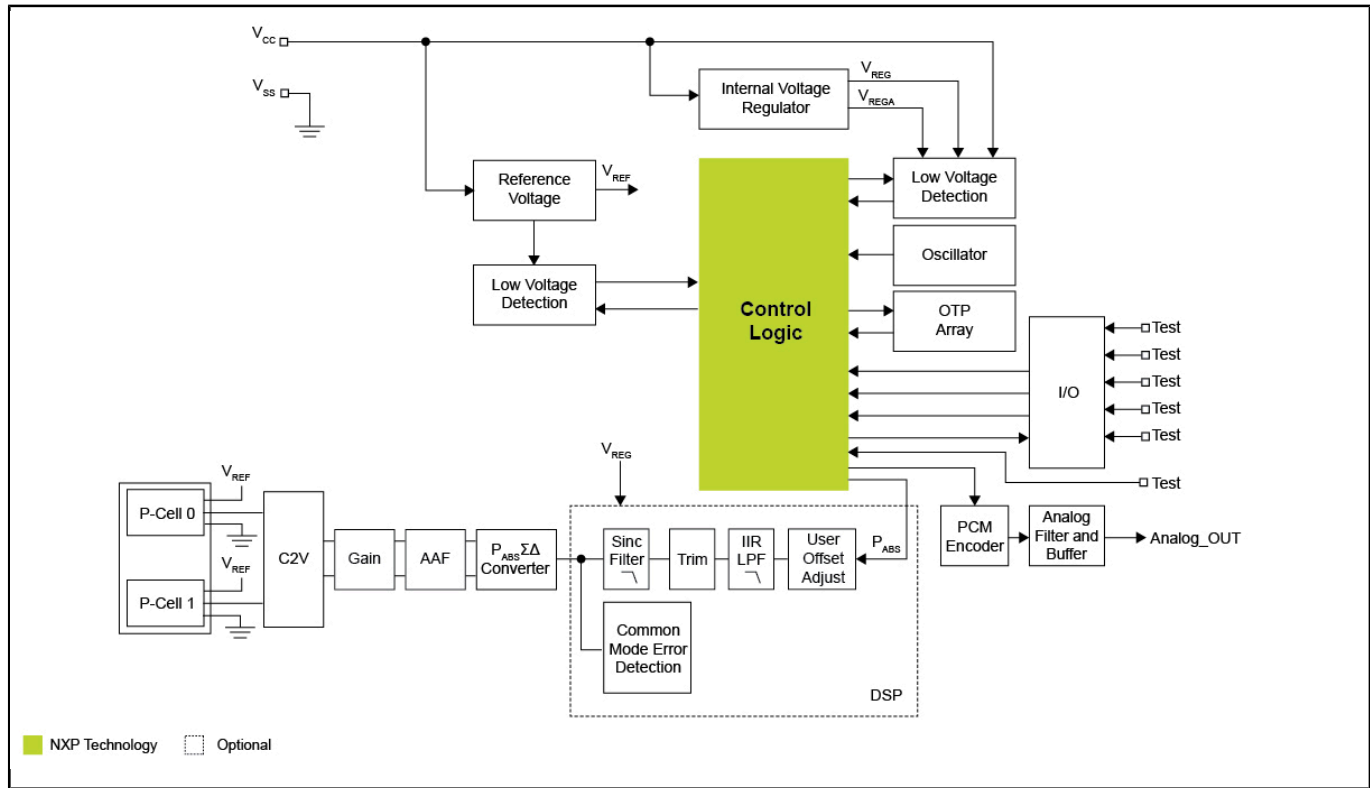 VCC
VSS
Internal Voltage
Regulator
VREG
VREGA
Reference
Voltage
VREF
Low Voltage
Detection
Low Voltage
Detection
Control
Logic
Oscillator
OTP
Array
I/O
Test
Test
Test
Test
Test
Test
VREG
VREF
P-Cell 0
VREF
P-Cell 1
C2V
Gain
AAF
PABSΣΔ
Converter
Sinc
Filter
Trim
IIR
LPF
User
Offset
Adjust
PABS
PCM
Encoder
Analog
Filter and
Buffer
Analog_OUT
Common
Mode Error
Detection
DSP
NXP Technology
Optional